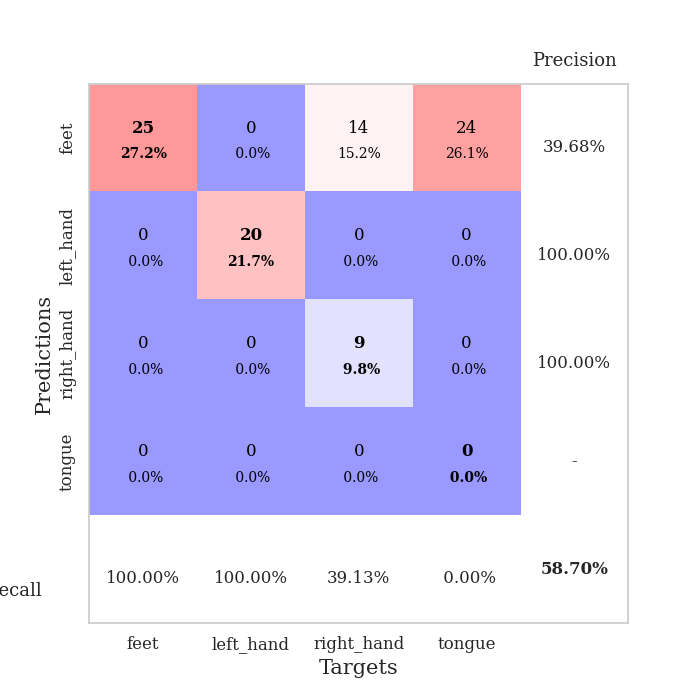 Precision
feet 25 0 14 24 39.68%
27.2% 0.0% 15.2% 26.1%
left_hand 0 20 0 0 100.00%
0.0% 21.7% 0.0% 0.0%
right_hand 0 0 9 0 100.00%
0.0% 0.0% 9.8% 0.0%
tongue 0 0 0 0 -
0.0% 0.0% 0.0% 0.0%
Predictions
ecall 100.00% 100.00% 39.13% 0.00% 58.70%
feet left_hand right_hand tongue
Targets